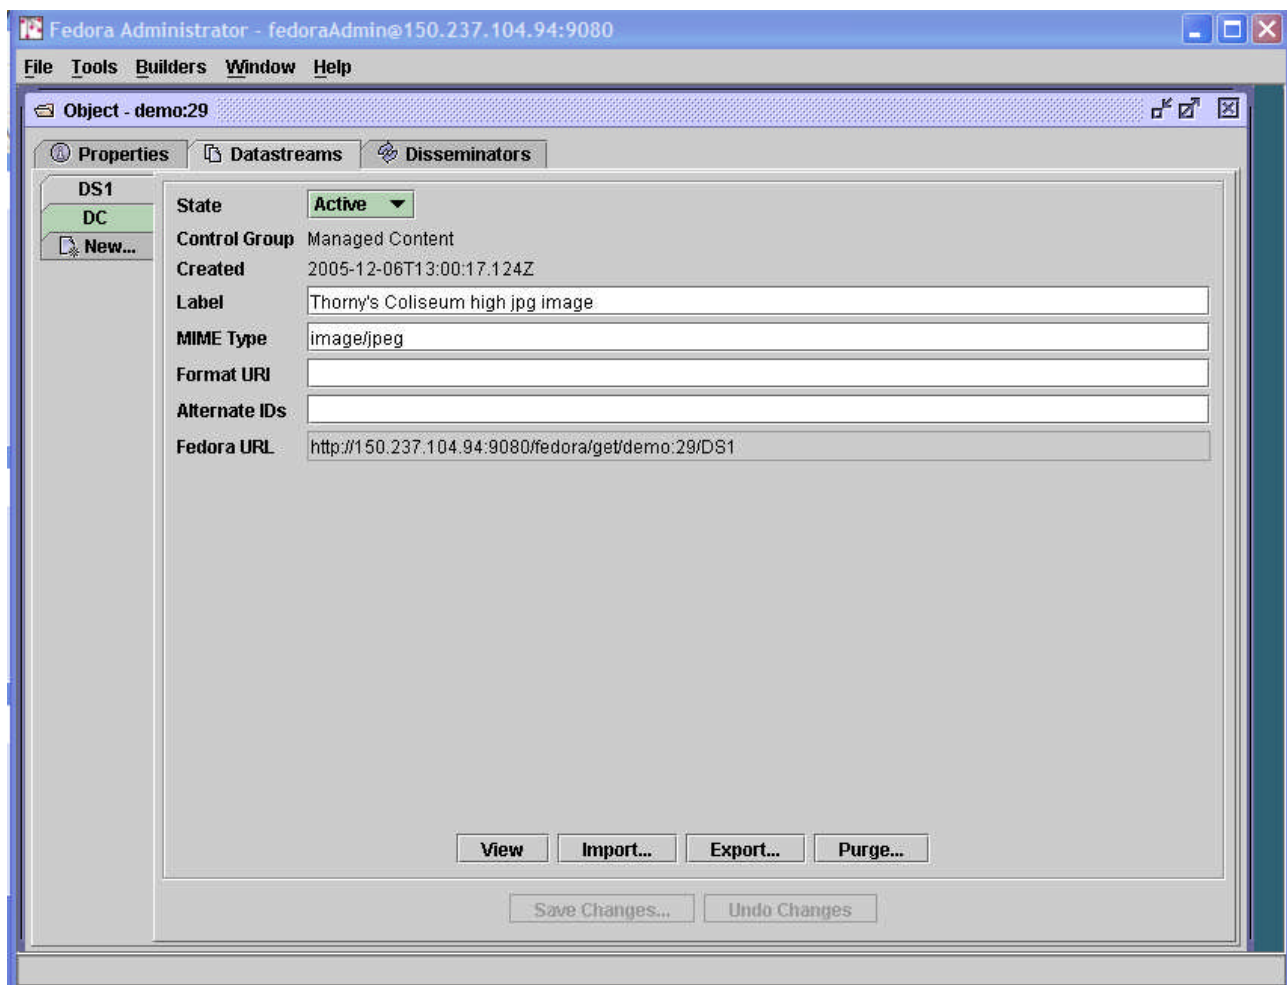 Fedora Administrator - fedoraAdmin@150.237.104.94:9080
File Tools Builders Window Help
Object - demo:29
Properties Datastreams Disseminators
DS1
DC
New...
State Active
Control Group Managed Content
Created 2005-12-06T13:00:17.124Z
Label Thorny's Coliseum high jpg image
MIME Type image/jpeg
Format URI
Alternate IDs
Fedora URL http://150.237.104.94:9080/fedora/get/demo:29/DS1
View Import... Export... Purge...
Save Changes... Undo Changes